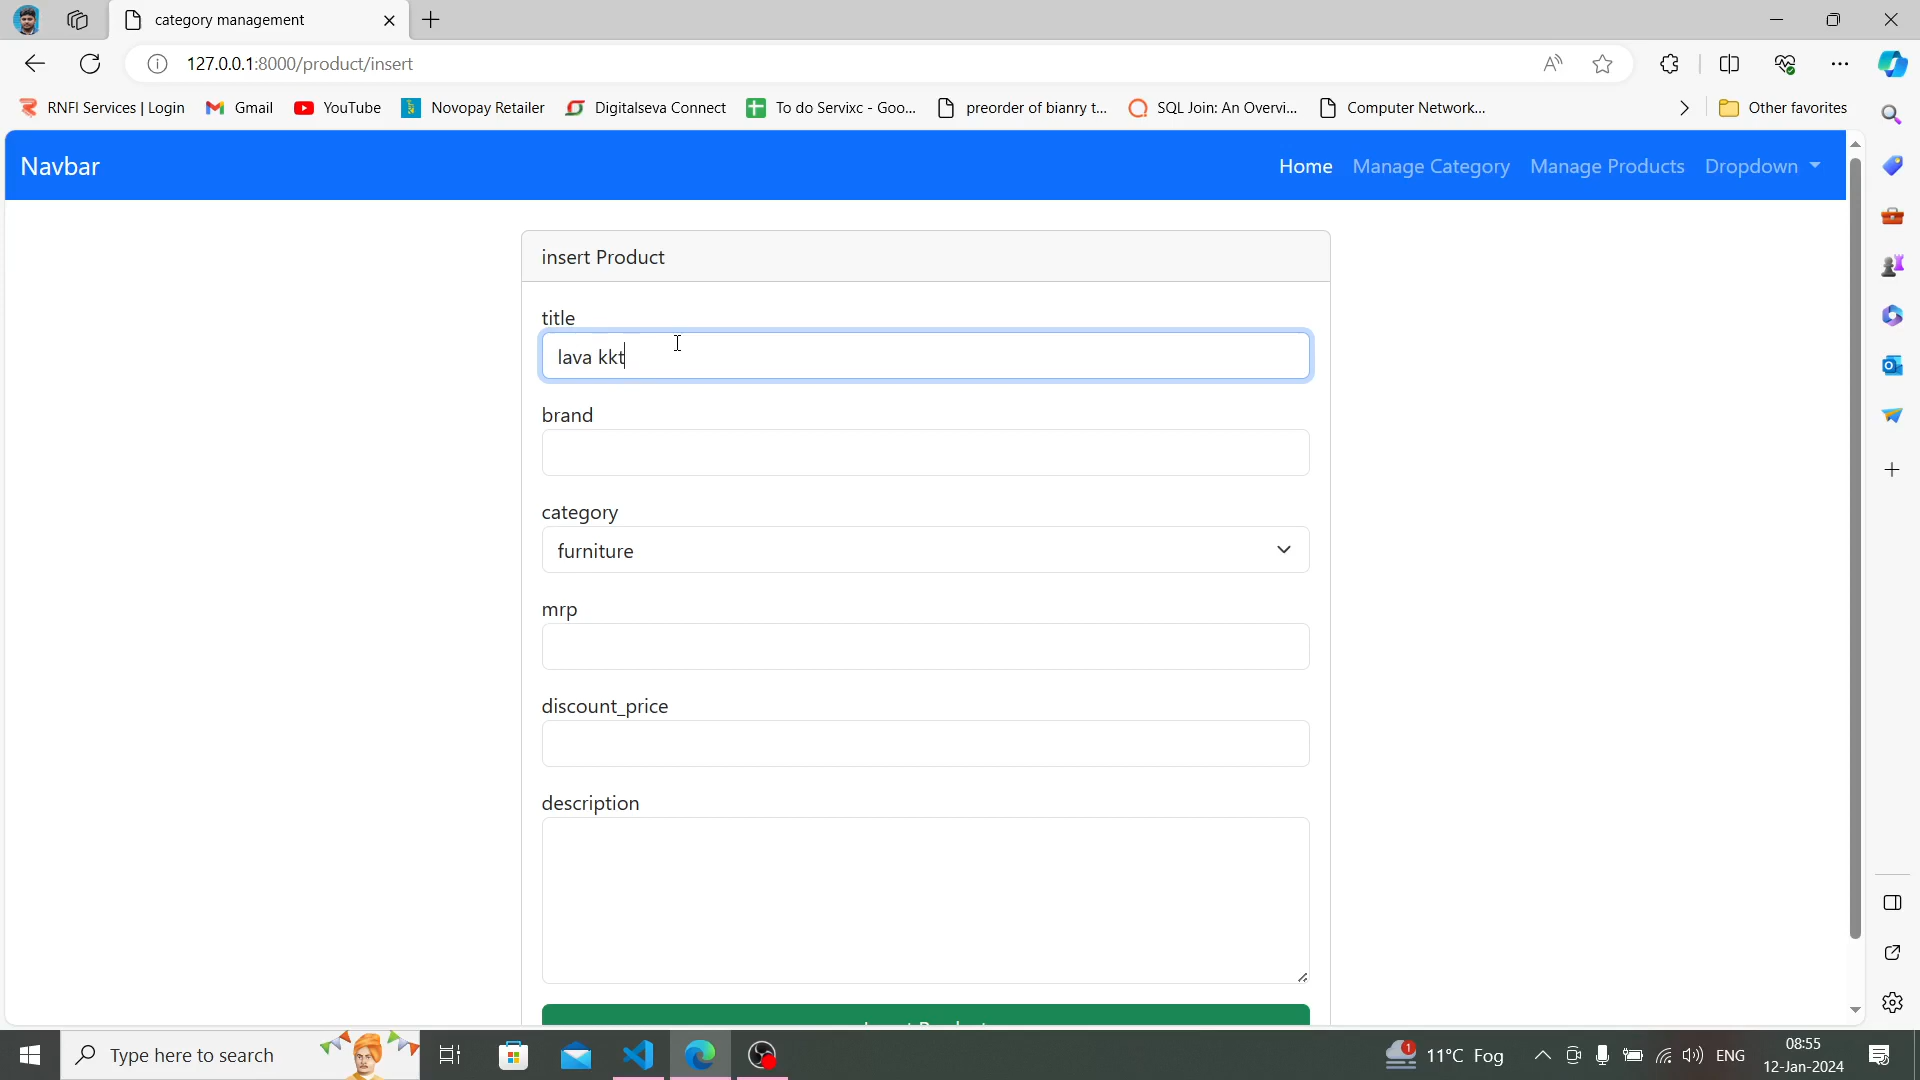 category management
127.0.0.1:8000/product/insert
RNFI Services | Login
Gmail
YouTube
Novopay Retailer
Digitalseva Connect
To do Servixc - Goo...
preorder of bianry t...
SQL Join: An Overvi...
Computer Network...
Other favorites
Navbar
Home
Manage Category
Manage Products
Dropdown
insert Product
title
lava kkt
brand
category
furniture
mrp
discount_price
description
Type here to search
1
11°C Fog
ENG
08:55
12-Jan-2024